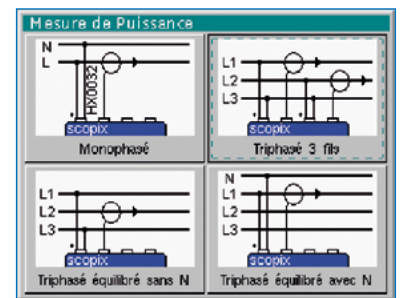 Mesure de Puissance
N
L
HX0032
scopix
Monophasé
L1
L2
L3
scopix
Triphasé 3 fils
L1
L2
L3
scopix
Triphasé équilibré sans N
N
L1
L2
L3
scopix
Triphasé équilibré avec N